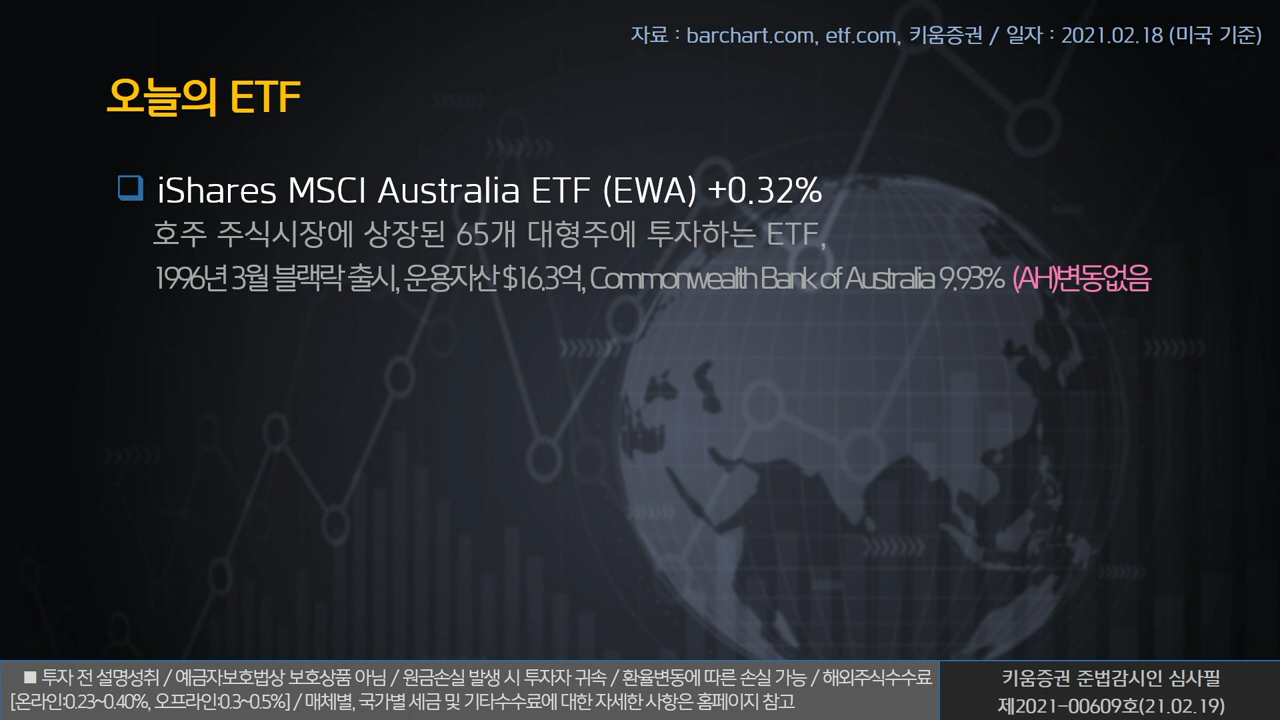 자료 : barchart.com, etf.com, 키움증권 / 일자 : 2021.02.18 (미국 기준)
오늘의 ETF
❑ iShares MSCI Australia ETF (EWA) +0.32%
호주 주식시장에 상장된 65개 대형주에 투자하는 ETF,
1996년 3월 블랙락 출시, 운용자산 $16.3억, Commonwealth Bank of Australia 9.93% (AH)변동없음
■ 투자 전 설명청취 / 예금자보호법상 보호상품 아님 / 원금손실 발생 시 투자자 귀속 / 환율변동에 따른 손실 가능 / 해외주식수수료
[온라인:0.23~0.40%, 오프라인:0.3~0.5%] / 매체별, 국가별 세금 및 기타수수료에 대한 자세한 사항은 홈페이지 참고
키움증권 준법감시인 심사필
제2021-00609호(21.02.19)